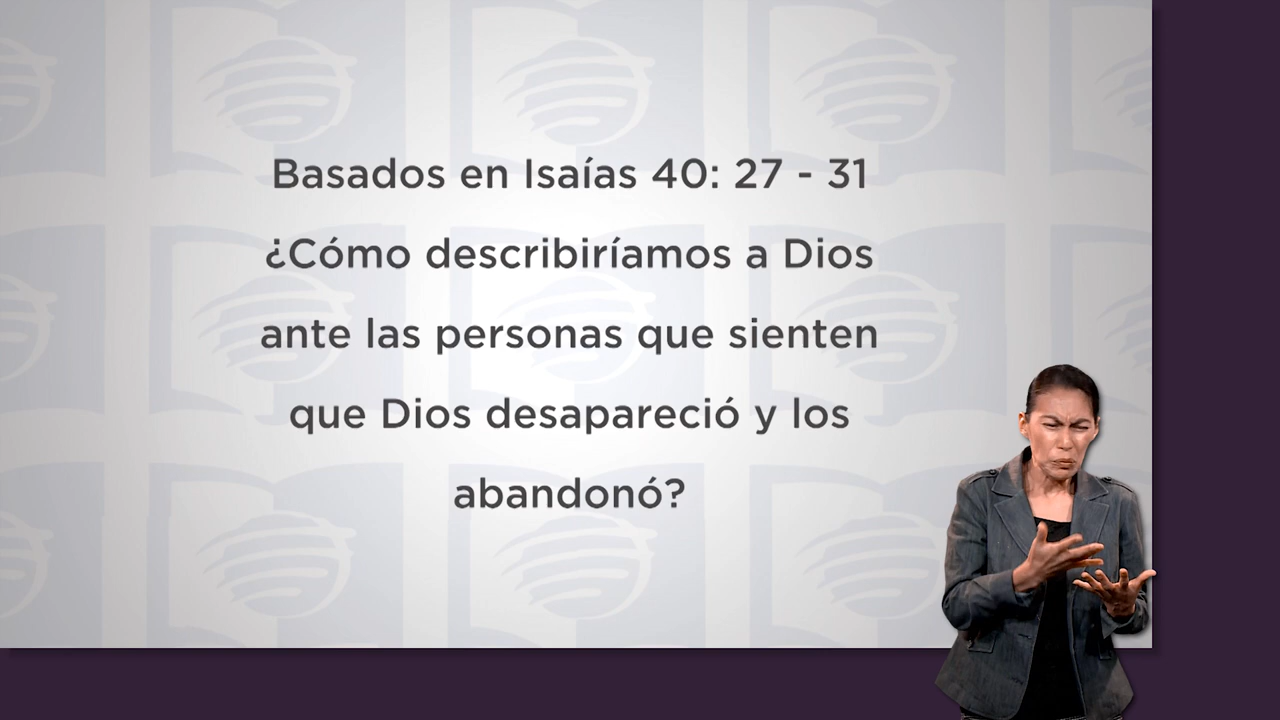 Basados en Isaías 40: 27 - 31
¿Cómo describiríamos a Dios
ante las personas que sienten
que Dios desapareció y los
abandonó?